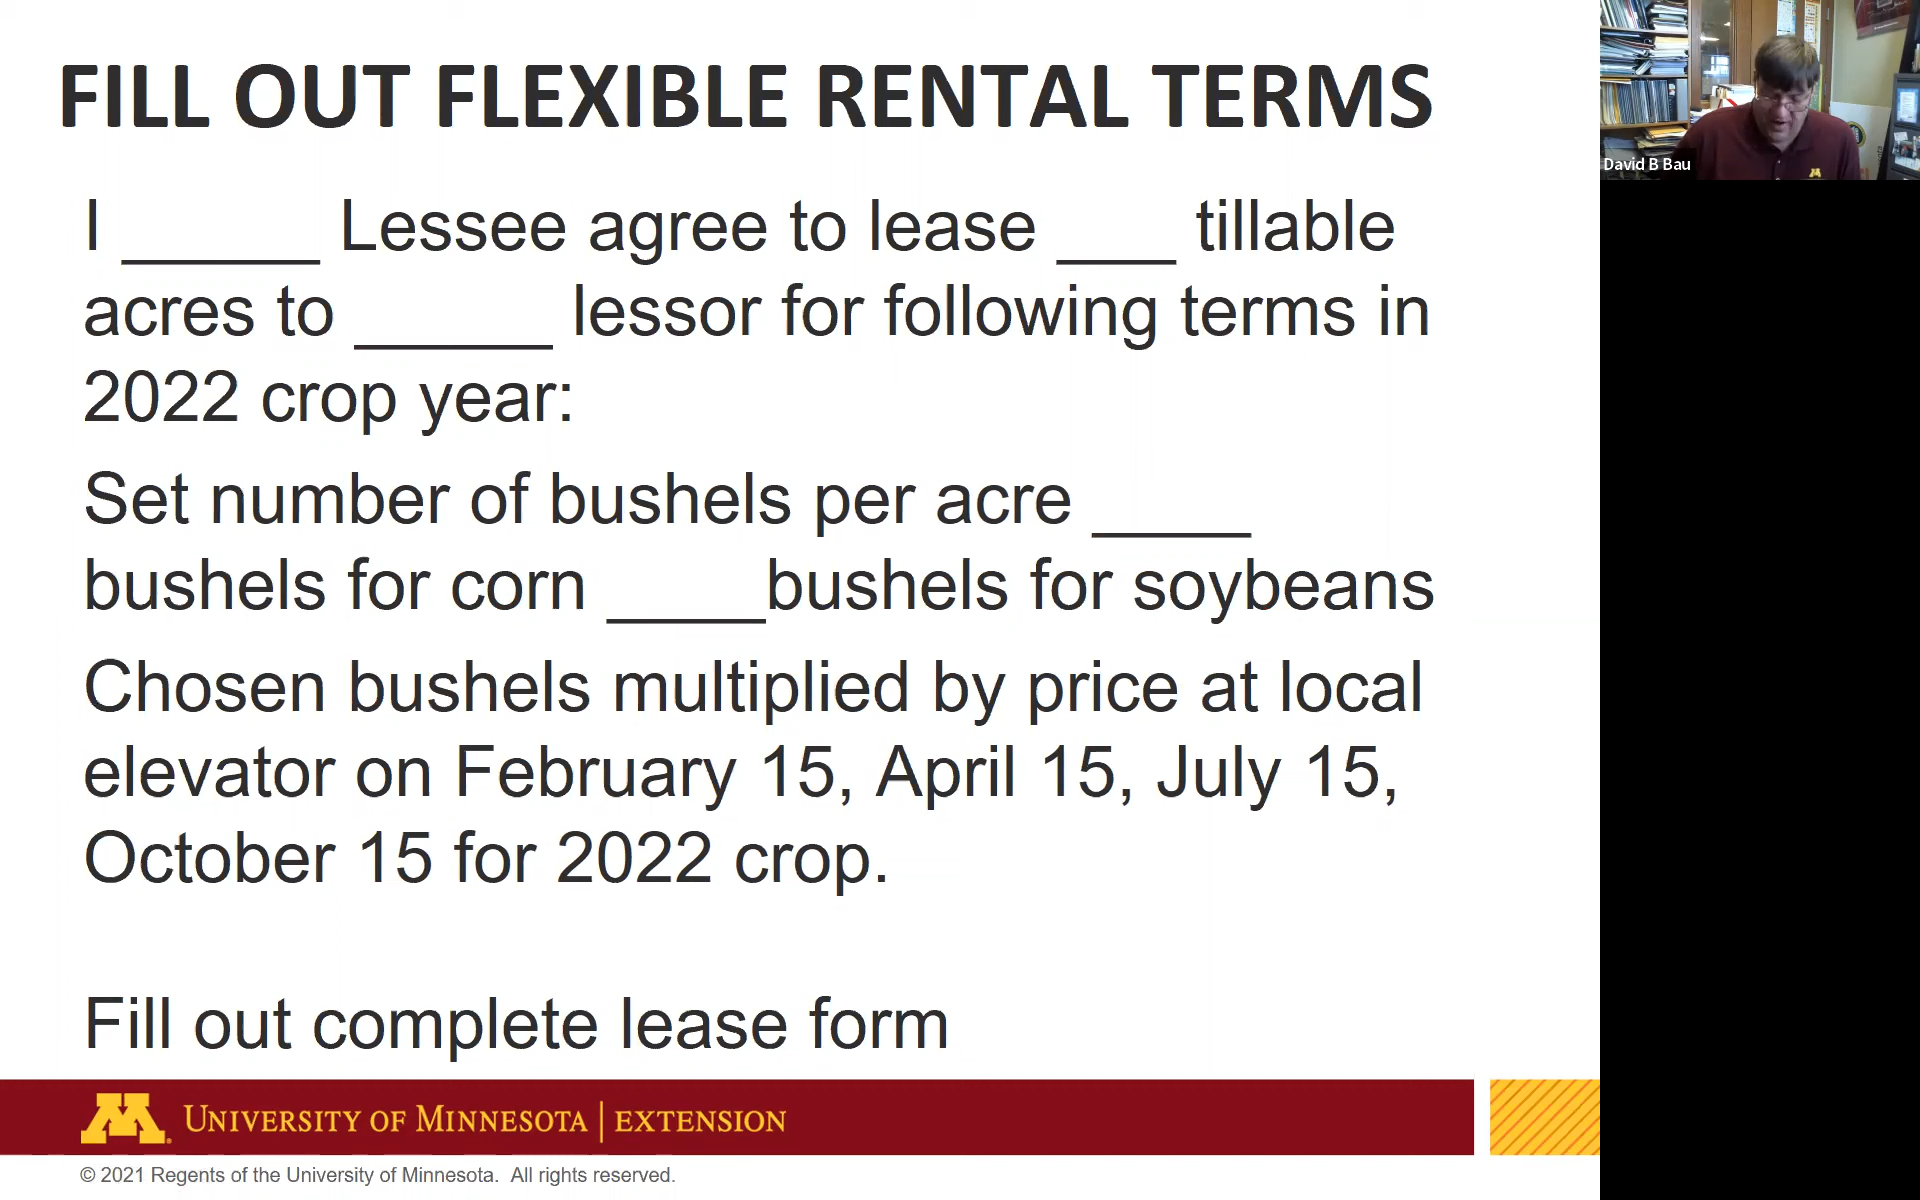 FILL OUT FLEXIBLE RENTAL TERMS
David B Bau
I _____ Lessee agree to lease ___ tillable
acres to _____ lessor for following terms in
2022 crop year:
Set number of bushels per acre ____
bushels for corn ____bushels for soybeans
Chosen bushels multiplied by price at local
elevator on February 15, April 15, July 15,
October 15 for 2022 crop.
Fill out complete lease form
M UNIVERSITY OF MINNESOTA | EXTENSION
© 2021 Regents of the University of Minnesota. All rights reserved.